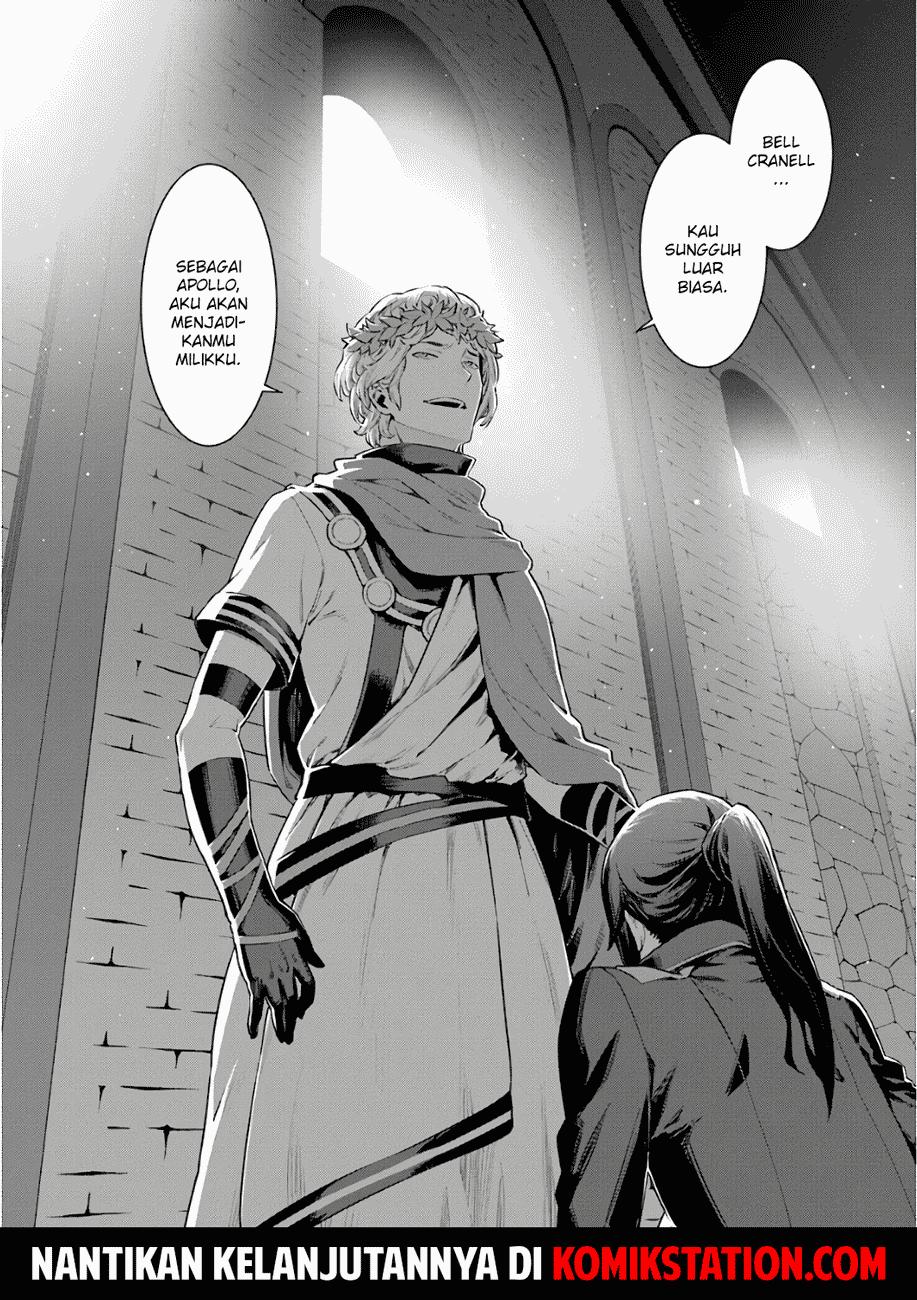 BELL
CRANELL
...
KAU
SUNGGUH
LUAR
BIASA.
SEBAGAI
APOLLO,
AKU AKAN
MENJADI-
KANMU
MILIKKU.
NANTIKAN KELANJUTANNYA DI KOMIKSTATION.COM